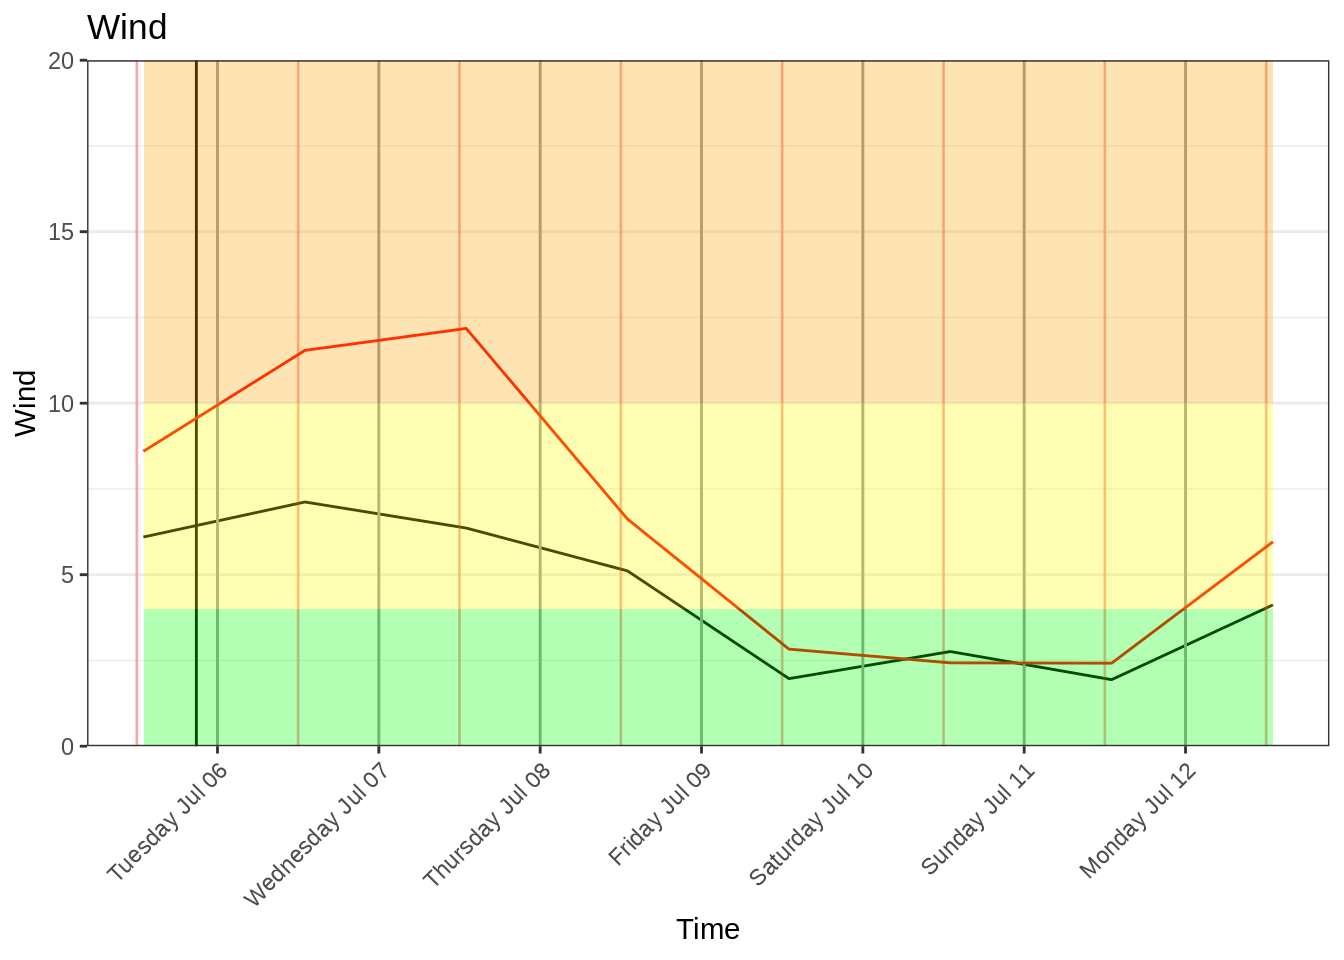 Wind
20
15
10
5
0
Wind
Tuesday Jul 06
Wednesday Jul 07
Thursday Jul 08
Friday Jul 09
Saturday Jul 10
Sunday Jul 11
Monday Jul 12
Time